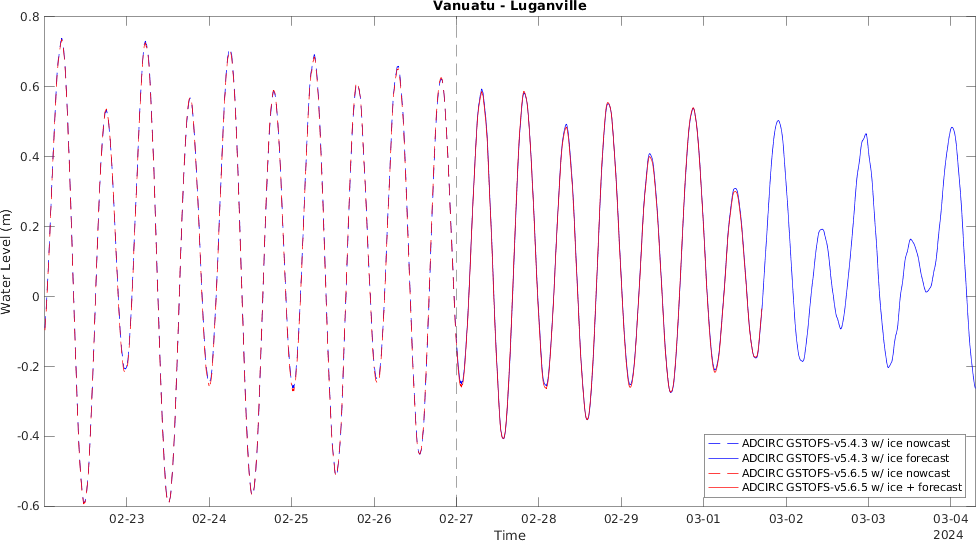 Vanuatu - Luganville
0.8
0.6
0.4
0.2
0
-0.2
-0.4
-0.6
Water Level (m)
ADCIRC GSTOFS-v5.4.3 w/ ice nowcast
ADCIRC GSTOFS-v5.4.3 w/ ice forecast
ADCIRC GSTOFS-v5.6.5 w/ ice nowcast
ADCIRC GSTOFS-v5.6.5 w/ ice + forecast
02-23 02-24 02-25 02-26 02-27 02-28 02-29 03-01 03-02 03-03 03-04
Time 2024